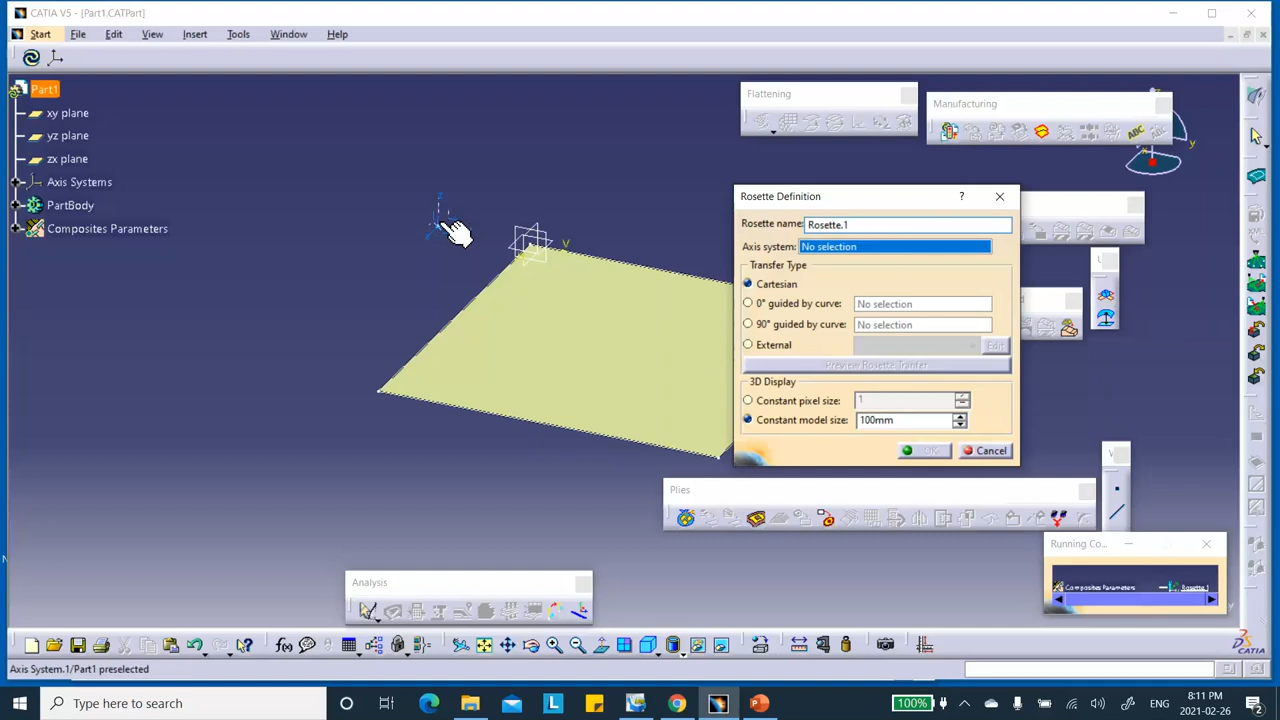 CATIA V5 - [Part1.CATPart]
Start File Edit View Insert Tools Window Help
Part1
xy plane
yz plane
zx plane
Axis Systems
PartBody
Composites Parameters
Flattening
Manufacturing
ABC
y
x
z
y
Rosette Definition
?
Rosette name: Rosette.1
Axis system: No selection
Transfer Type
Cartesian
0° guided by curve: No selection
90° guided by curve: No selection
External Edit
Preview Rosette Tranfer
3D Display
Constant pixel size: 1
Constant model size: 100mm
OK Cancel
Plies
Running Co...
Composites Parameters Rosette.1
Analysis
CATIA
Axis System.1/Part1 preselected
Type here to search
100%
ENG
8:11 PM
2021-02-26
2